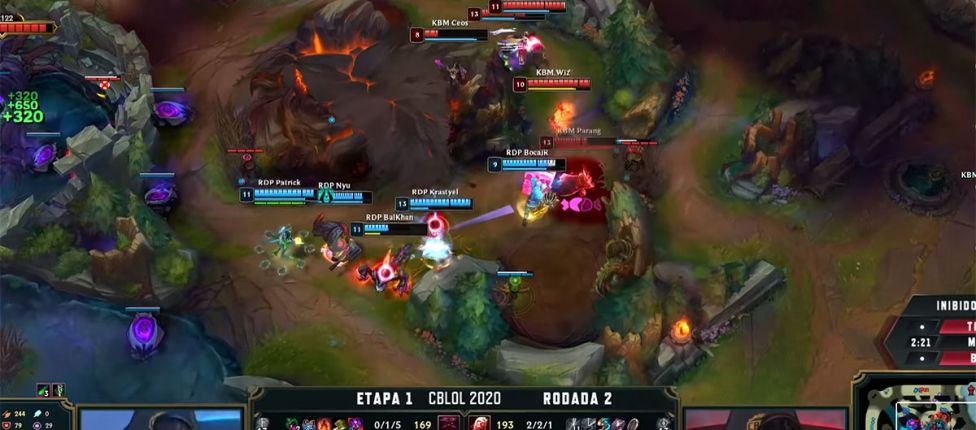 122
11
13
KBM Ceos
8
KBM Wiz
10
+320
+650
+320
KBM Parang
13
RDP BocajR
9
RDP Patrick
11
RDP Nyu
RDP Krastyel
13
RDP BalKhan
11
KBM
INIBIDO
2:21
ETAPA 1 CBLOL 2020 RODADA 2
3
244 0
79 29
0/1/5 169 193 2/2/1